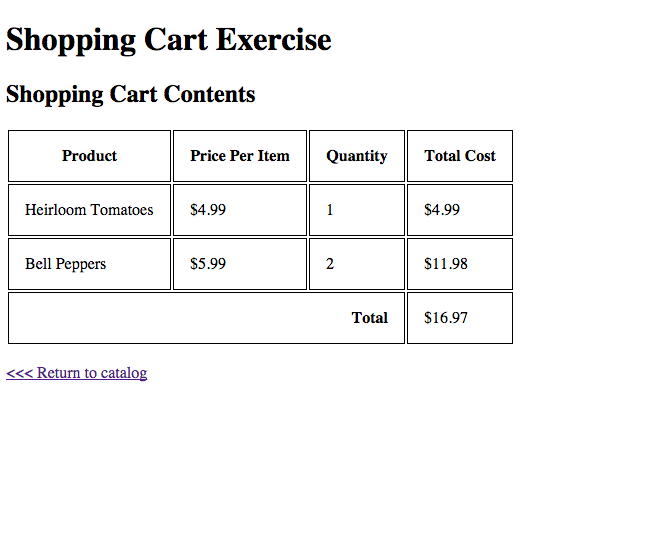 Shopping Cart Exercise
Shopping Cart Contents
Product Price Per Item Quantity Total Cost
Heirloom Tomatoes $4.99 1 $4.99
Bell Peppers $5.99 2 $11.98
Total $16.97
<<< Return to catalog